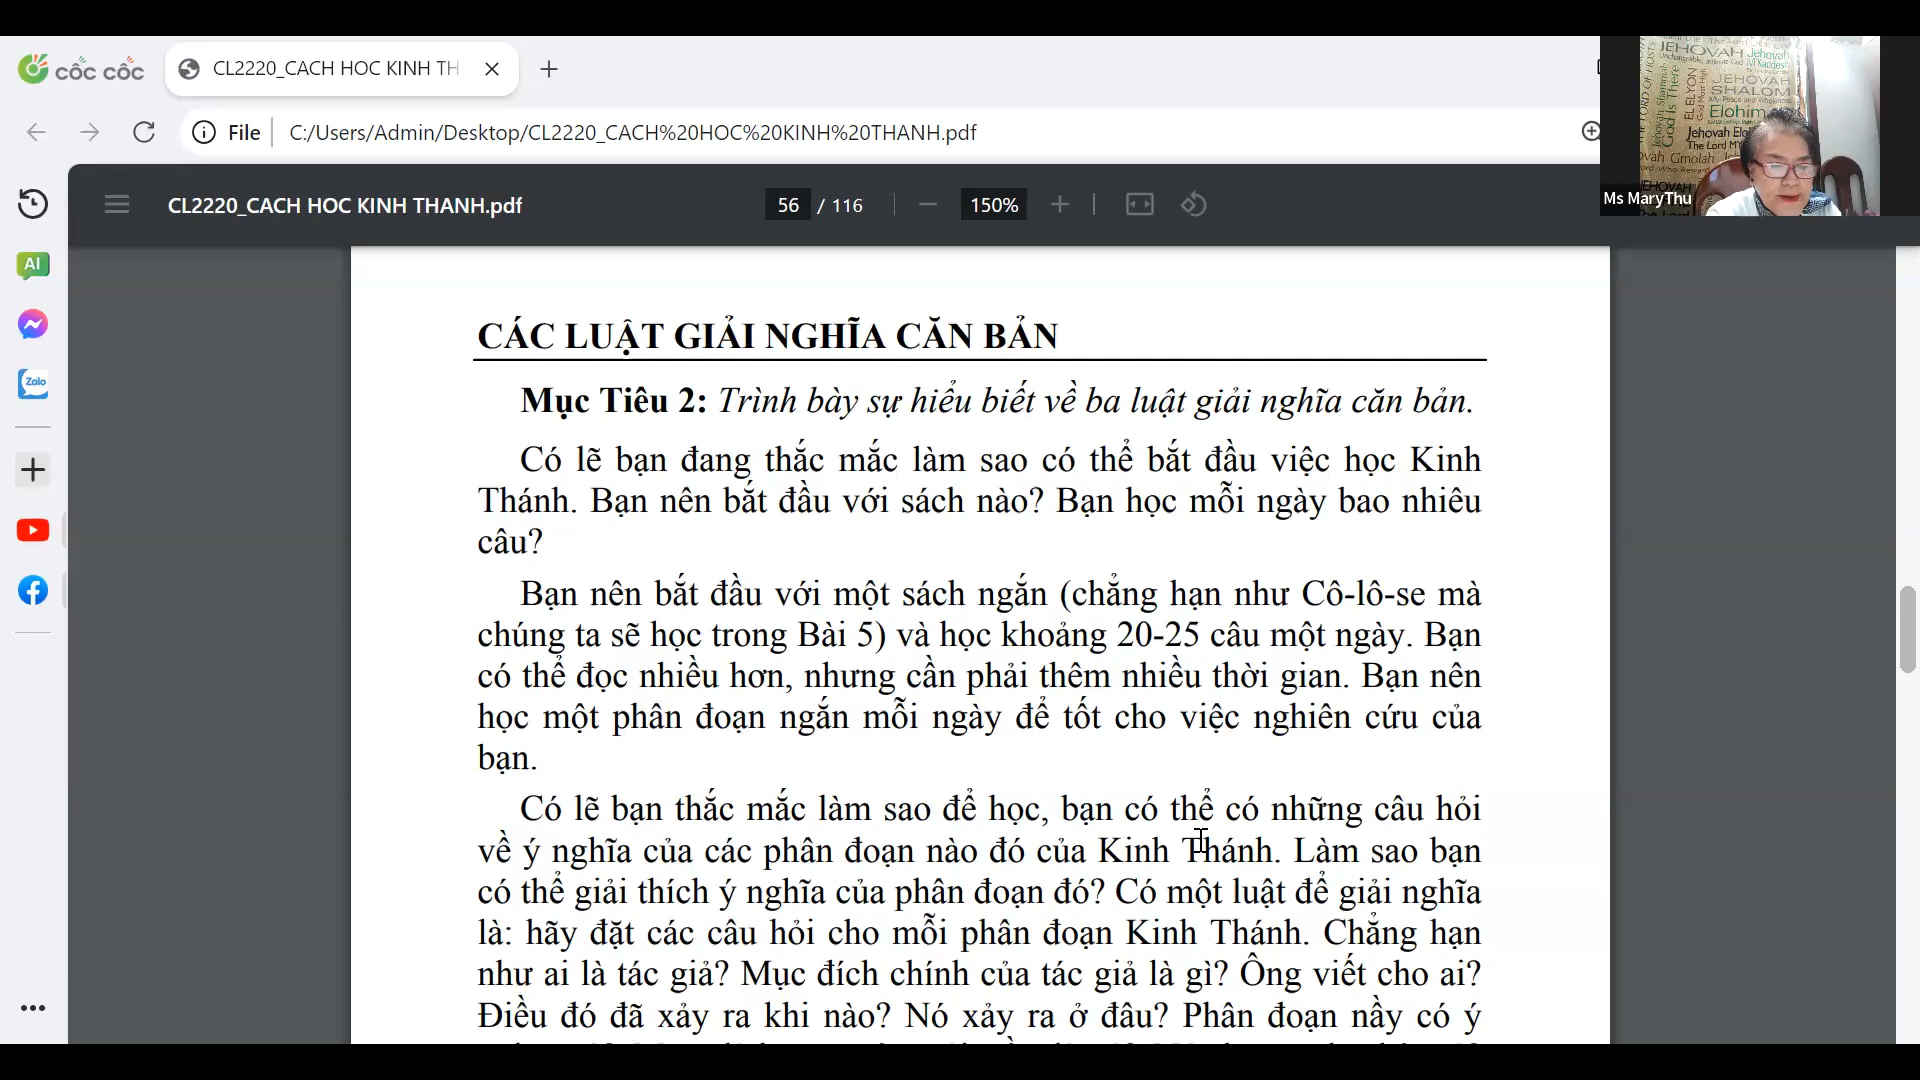 cốc cốc
CL2220_CACH HOC KINH TH
File
C:/Users/Admin/Desktop/CL2220_CACH%20HOC%20KINH%20THANH.pdf
CL2220_CACH HOC KINH THANH.pdf
56 / 116
150%
AI
Zalo
JEHOVAH
JEHOVAH
SHALOM
Elohim
The Lord
Ms MaryThu
CÁC LUẬT GIẢI NGHĨA CĂN BẢN
Mục Tiêu 2: Trình bày sự hiểu biết về ba luật giải nghĩa căn bản.
Có lẽ bạn đang thắc mắc làm sao có thể bắt đầu việc học Kinh
Thánh. Bạn nên bắt đầu với sách nào? Bạn học mỗi ngày bao nhiêu
câu?
Bạn nên bắt đầu với một sách ngắn (chẳng hạn như Cô-lô-se mà
chúng ta sẽ học trong Bài 5) và học khoảng 20-25 câu một ngày. Bạn
có thể đọc nhiều hơn, nhưng cần phải thêm nhiều thời gian. Bạn nên
học một phân đoạn ngắn mỗi ngày để tốt cho việc nghiên cứu của
bạn.
Có lẽ bạn thắc mắc làm sao để học, bạn có thể có những câu hỏi
về ý nghĩa của các phân đoạn nào đó của Kinh Thánh. Làm sao bạn
có thể giải thích ý nghĩa của phân đoạn đó? Có một luật để giải nghĩa
là: hãy đặt các câu hỏi cho mỗi phân đoạn Kinh Thánh. Chẳng hạn
như ai là tác giả? Mục đích chính của tác giả là gì? Ông viết cho ai?
Điều đó đã xảy ra khi nào? Nó xảy ra ở đâu? Phân đoạn nầy có ý